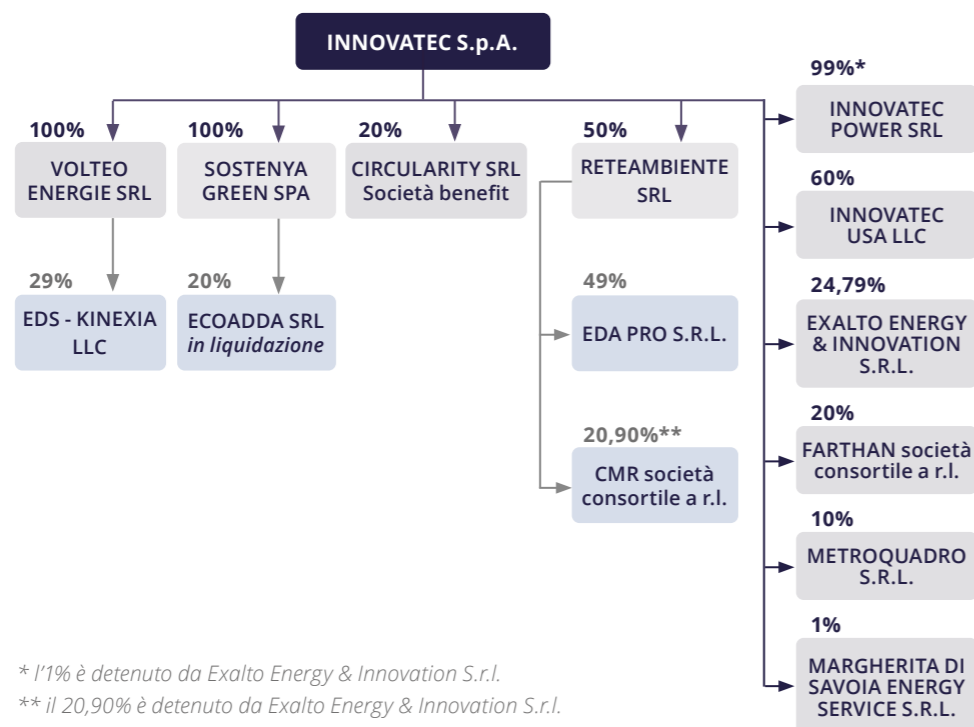 INNOVATEC S.p.A.
100%
VOLTEO
ENERGIE SRL
29%
EDS - KINEXIA
LLC
100%
SOSTENYA
GREEN SPA
20%
ECOADDA SRL
in liquidazione
20%
CIRCULARITY SRL
Società benefit
50%
RETEAMBIENTE
SRL
49%
EDA PRO S.R.L.
20,90%**
CMR società
consortile a r.l.
99%*
INNOVATEC
POWER SRL
60%
INNOVATEC
USA LLC
24,79%
EXALTO ENERGY
& INNOVATION
S.R.L.
20%
FARTHAN società
consortile a r.l.
10%
METROQUADRO
S.R.L.
1%
MARGHERITA DI
SAVOIA ENERGY
SERVICE S.R.L.
* l'1% è detenuto da Exalto Energy & Innovation S.r.l.
** il 20,90% è detenuto da Exalto Energy & Innovation S.r.l.